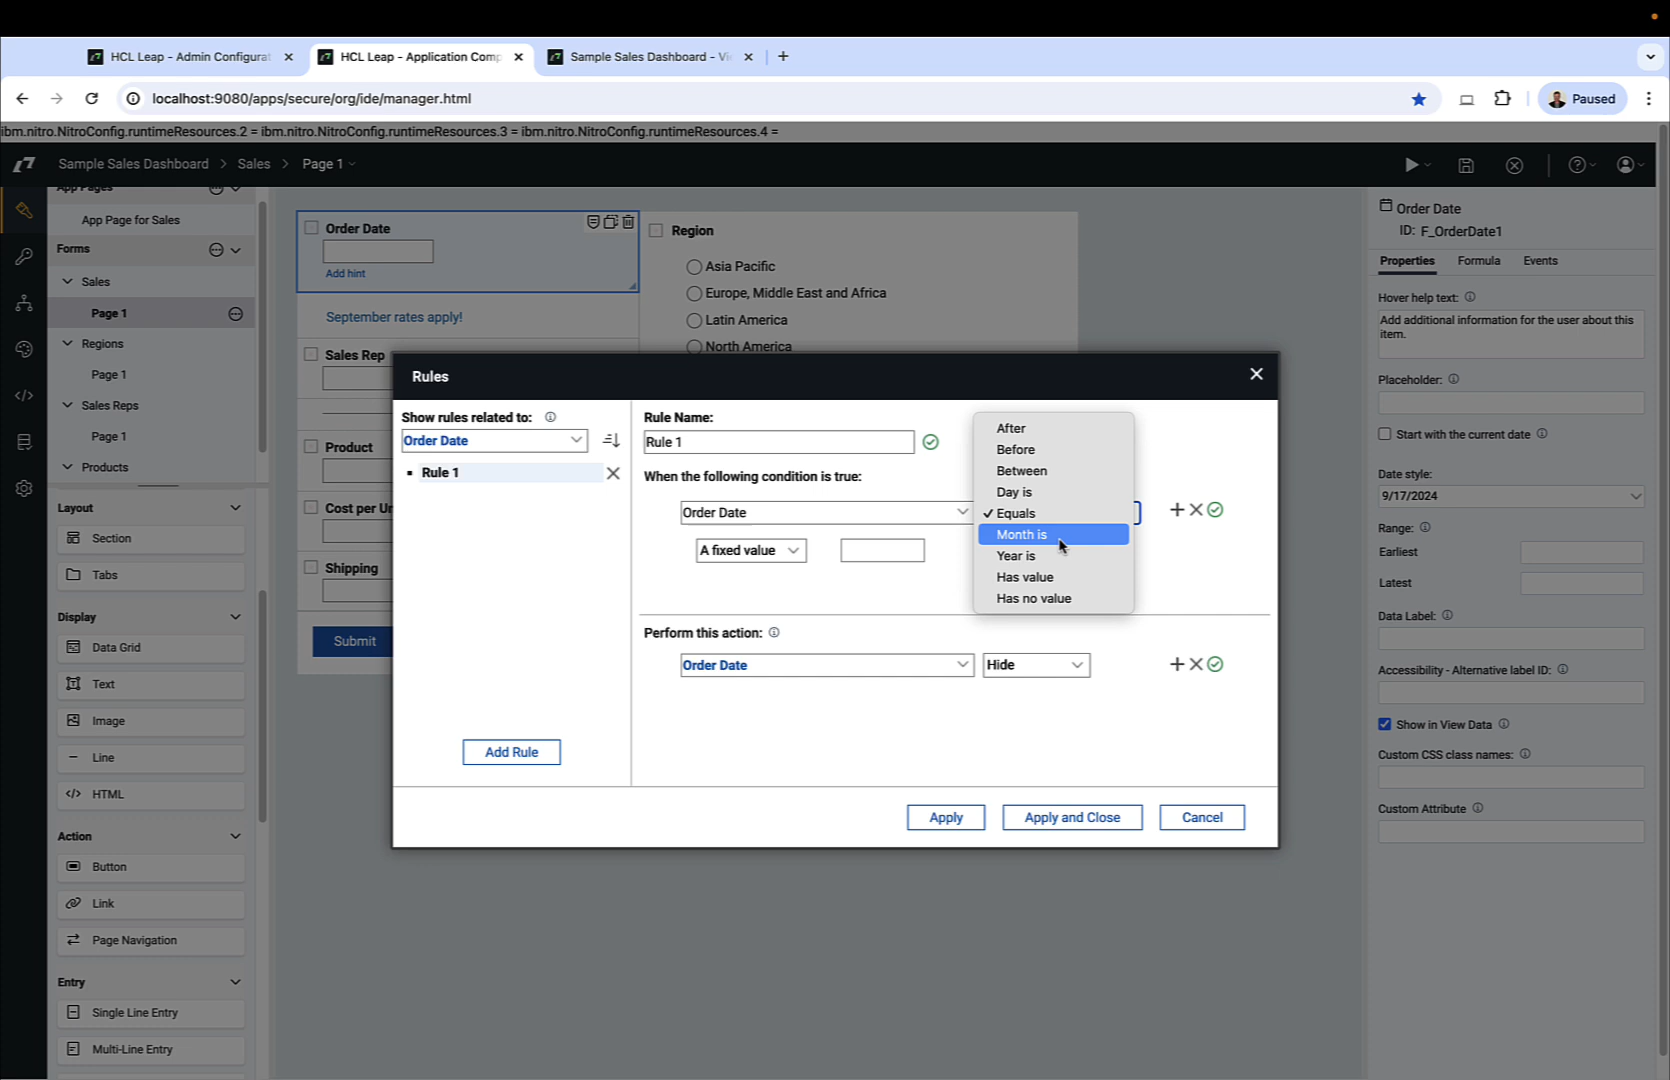 HCL Leap - Admin Configurat
HCL Leap - Application Comp
Sample Sales Dashboard - Vi
localhost:9080/apps/secure/org/ide/manager.html
Paused
ibm.nitro.NitroConfig.runtimeResources.2 = ibm.nitro.NitroConfig.runtimeResources.3 = ibm.nitro.NitroConfig.runtimeResources.4 =
Sample Sales Dashboard > Sales > Page 1
App Pages
App Page for Sales
Forms
Sales
Page 1
Regions
Page 1
Sales Reps
Page 1
Products
Layout
Section
Tabs
Display
Data Grid
Text
Image
Line
HTML
Action
Button
Link
Page Navigation
Entry
Single Line Entry
Multi-Line Entry
Order Date
Add hint
September rates apply!
Sales Rep
Product
Cost per Un
Shipping
Submit
Region
Asia Pacific
Europe, Middle East and Africa
Latin America
North America
Rules
Show rules related to:
Order Date
Rule 1
Add Rule
Rule Name:
Rule 1
When the following condition is true:
Order Date
A fixed value
After
Before
Between
Day is
✓ Equals
Month is
Year is
Has value
Has no value
Perform this action:
Order Date
Hide
Apply
Apply and Close
Cancel
Order Date
ID: F_OrderDate1
Properties
Formula
Events
Hover help text:
Add additional information for the user about this
item.
Placeholder:
Start with the current date
Date style:
9/17/2024
Range:
Earliest
Latest
Data Label:
Accessibility - Alternative label ID:
Show in View Data
Custom CSS class names:
Custom Attribute